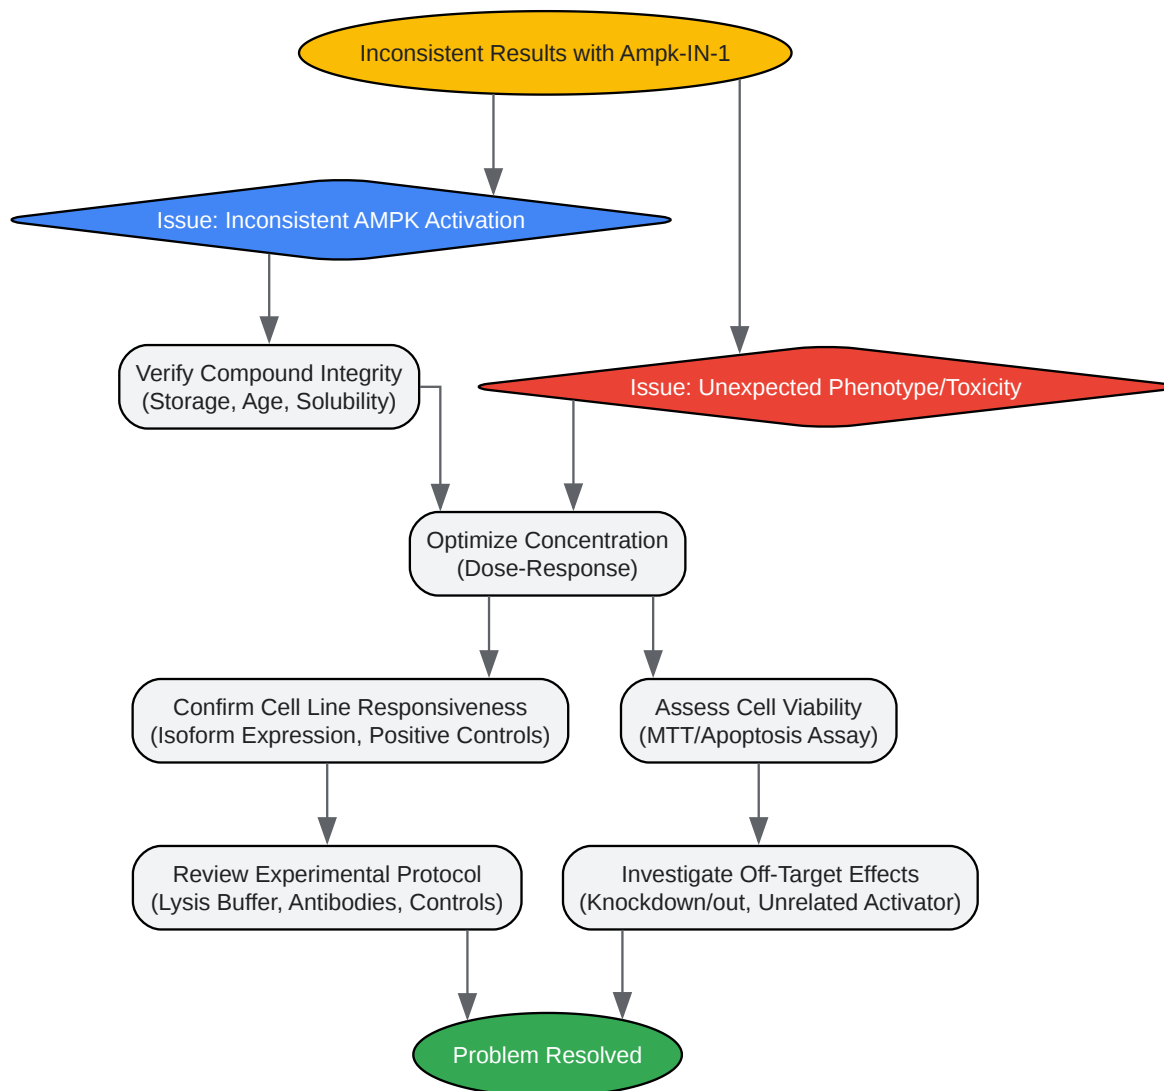 Inconsistent Results with Ampk-IN-1
Issue: Inconsistent AMPK Activation
Verify Compound Integrity
(Storage, Age, Solubility)
Issue: Unexpected Phenotype/Toxicity
Optimize Concentration
(Dose-Response)
Confirm Cell Line Responsiveness
(Isoform Expression, Positive Controls)
Assess Cell Viability
(MTT/Apoptosis Assay)
Review Experimental Protocol
(Lysis Buffer, Antibodies, Controls)
Investigate Off-Target Effects
(Knockdown/out, Unrelated Activator)
Problem Resolved